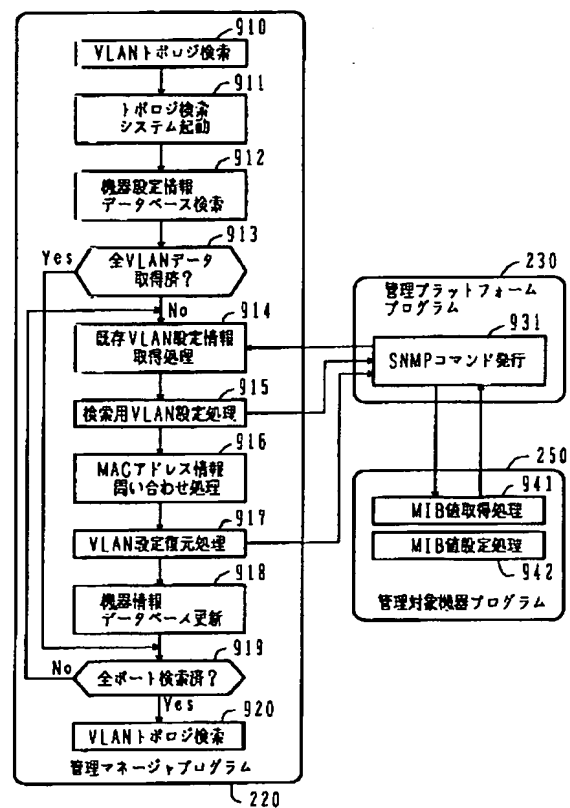 910
VLANトポロジ検索
911
トポロジ検索
システム起動
912
機器設定情報
データベース検索
913
Yes
全VLANデータ
取得済?
No
914
既存VLAN設定情報
取得処理
915
検索用VLAN設定処理
916
MACアドレス情報
問い合わせ処理
917
VLAN設定復元処理
918
機器情報
データベース更新
919
No
全ポート検索済?
Yes
920
VLANトポロジ検索
管理マネージャプログラム
220
230
管理プラットフォーム
プログラム
931
SNMPコマンド発行
250
941
MIB値取得処理
MIB値設定処理
942
管理対象機器プログラム